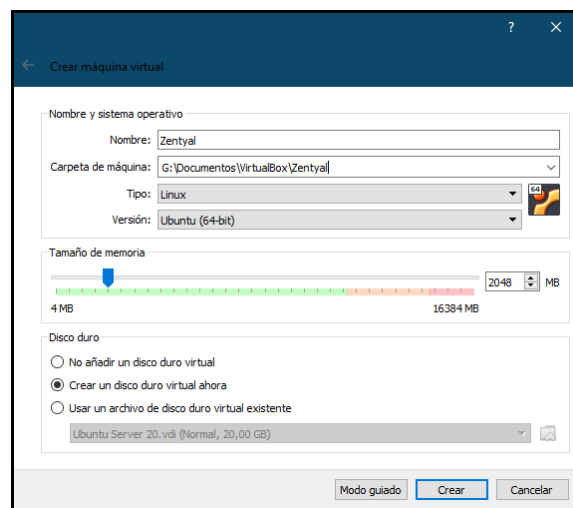 ?
Crear máquina virtual
Nombre y sistema operativo
Nombre: Zentyal
Carpeta de máquina: G:\Documentos\VirtualBox\Zentyal
Tipo: Linux
64
Versión: Ubuntu (64-bit)
Tamaño de memoria
2048 MB
4 MB 16384 MB
Disco duro
No añadir un disco duro virtual
Crear un disco duro virtual ahora
Usar un archivo de disco duro virtual existente
Ubuntu Server 20.vdi (Normal, 20,00 GB)
Modo guiado Crear Cancelar